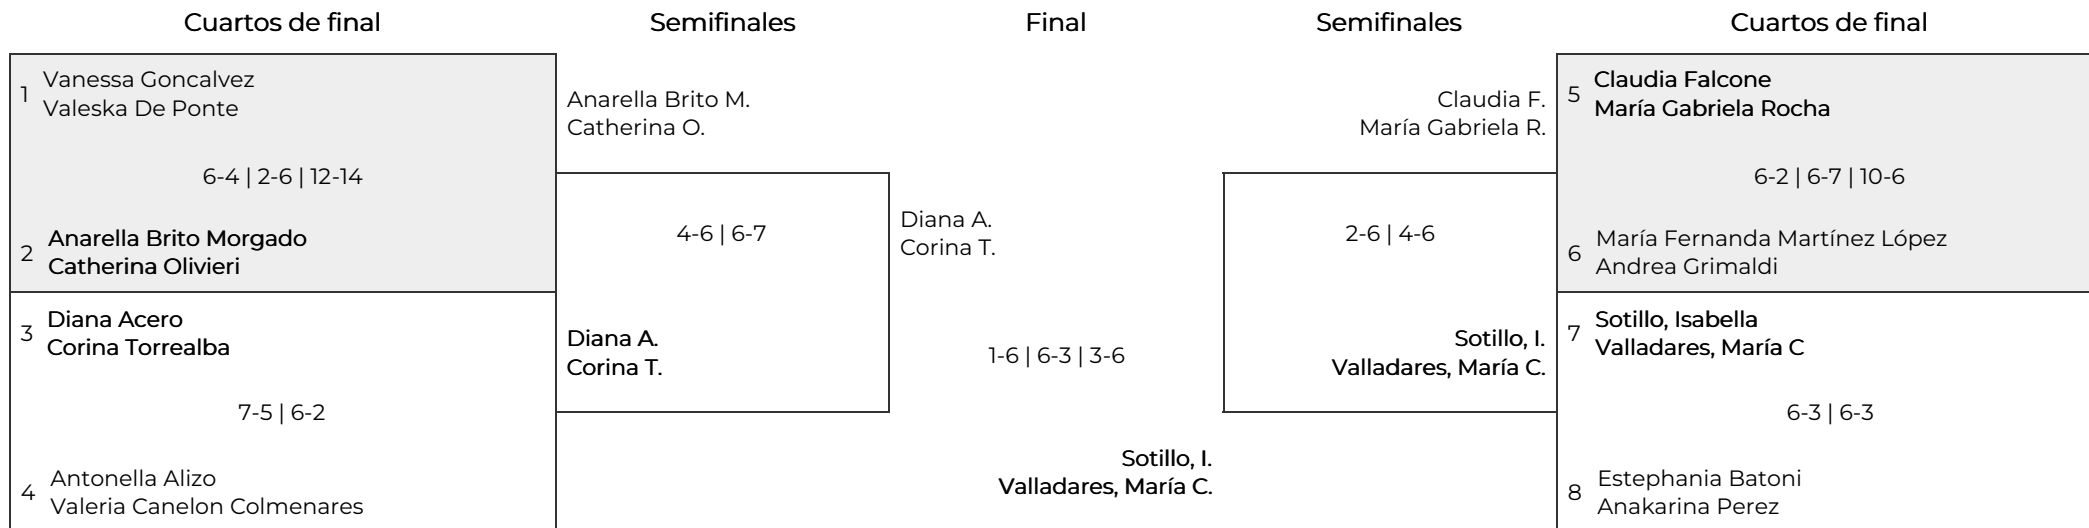 Cuartos de final
Semifinales
Final
Semifinales
Cuartos de final
1
Vanessa Goncalvez
Valeska De Ponte
6-4 | 2-6 | 12-14
2
Anarella Brito Morgado
Catherina Olivieri
3
Diana Acero
Corina Torrealba
7-5 | 6-2
4
Antonella Alizo
Valeria Canelon Colmenares
Anarella Brito M.
Catherina O.
4-6 | 6-7
Diana A.
Corina T.
Diana A.
Corina T.
1-6 | 6-3 | 3-6
Sotillo, I.
Valladares, María C.
Claudia F.
María Gabriela R.
2-6 | 4-6
Sotillo, I.
Valladares, María C.
5
Claudia Falcone
María Gabriela Rocha
6-2 | 6-7 | 10-6
6
María Fernanda Martínez López
Andrea Grimaldi
7
Sotillo, Isabella
Valladares, María C
6-3 | 6-3
8
Estephania Batoni
Anakarina Perez